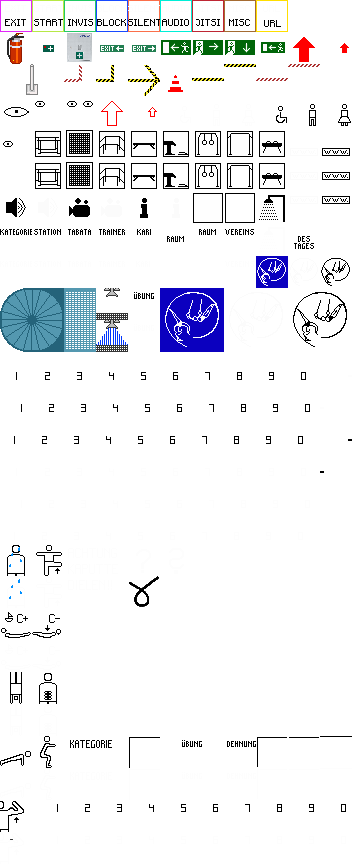 EXIT START INVIS BLOCK SILENT AUDIO JITSI MISC URL
EXIT EXIT
KATEGORIE STATION TABATA TRAINER KARI RAUM RAUM VEREINS DES TAGES
ÜBUNG
1 2 3 4 5 6 7 8 9 0
1 2 3 4 5 6 7 8 9 0
1 2 3 4 5 6 7 8 9 0 -
-
C+ C-
KATEGORIE ÜBUNG DEHNUNG
1 2 3 4 5 6 7 8 9 0